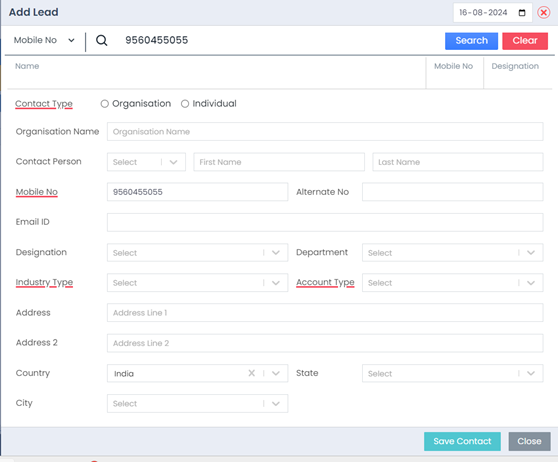 Add Lead 16-08-2024
Mobile No 9560455055 Search Clear
Name Mobile No Designation
Contact Type Organisation Individual
Organisation Name Organisation Name
Contact Person Select First Name Last Name
Mobile No 9560455055 Alternate No
Email ID
Designation Select Department Select
Industry Type Select Account Type Select
Address Address Line 1
Address 2 Address Line 2
Country India State Select
City Select
Save Contact Close